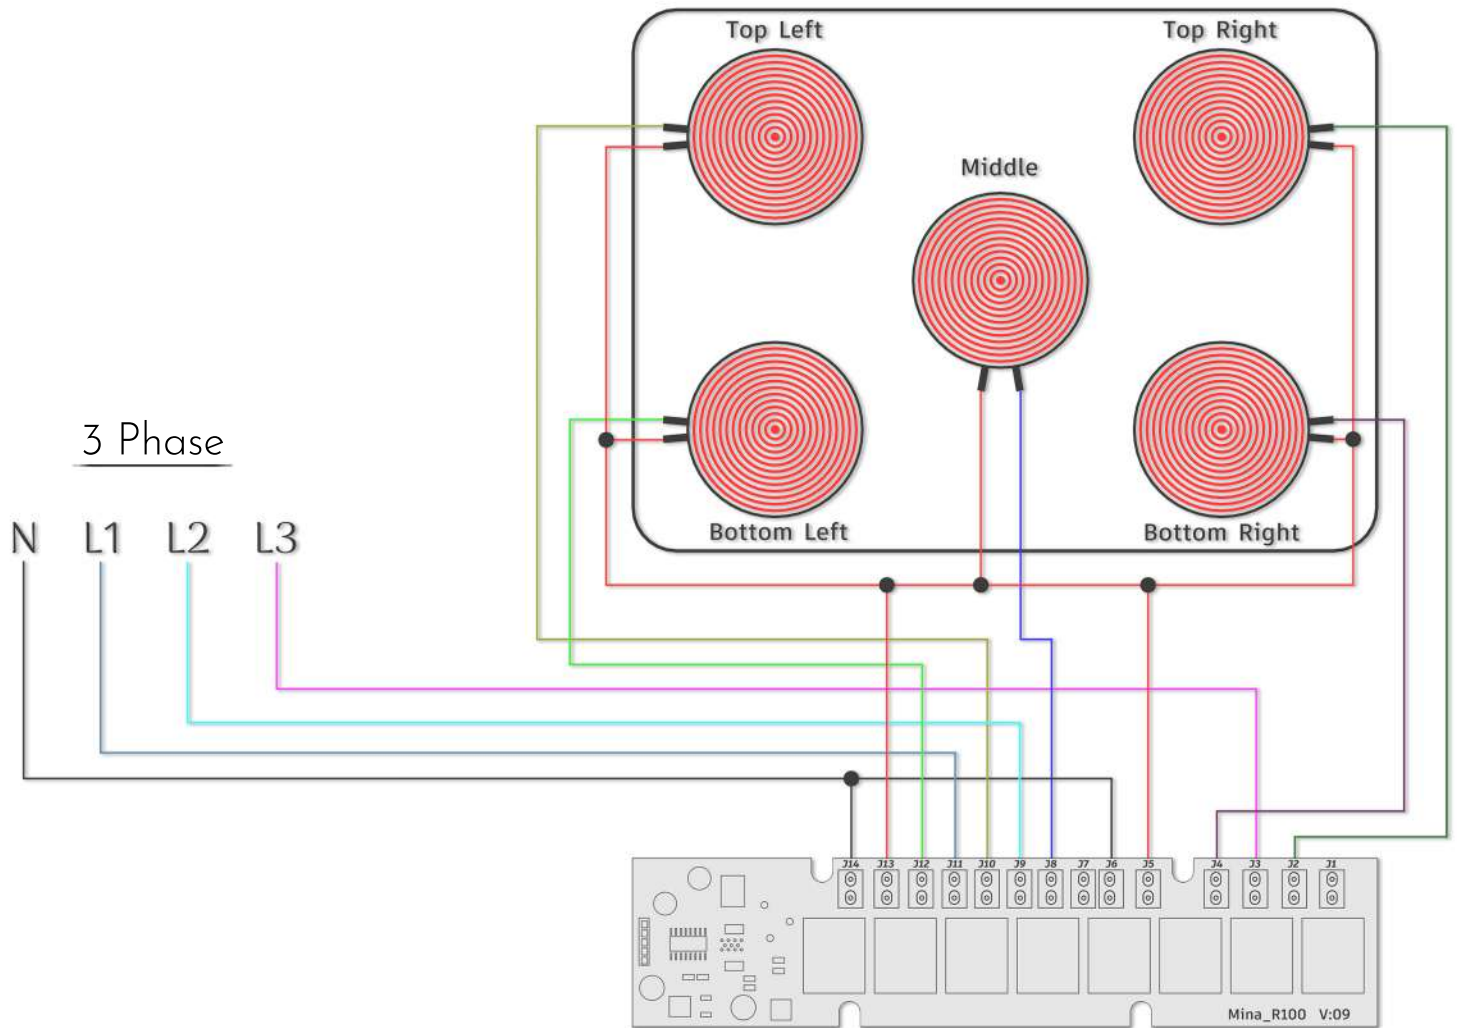 Top Left
Top Right
Middle
3 Phase
N L1 L2 L3
Bottom Left
Bottom Right
J14 J13 J12 J11 J10 J9 J8 J7 J6 J5 J4 J3 J2 J1
Mina_R100 V:09